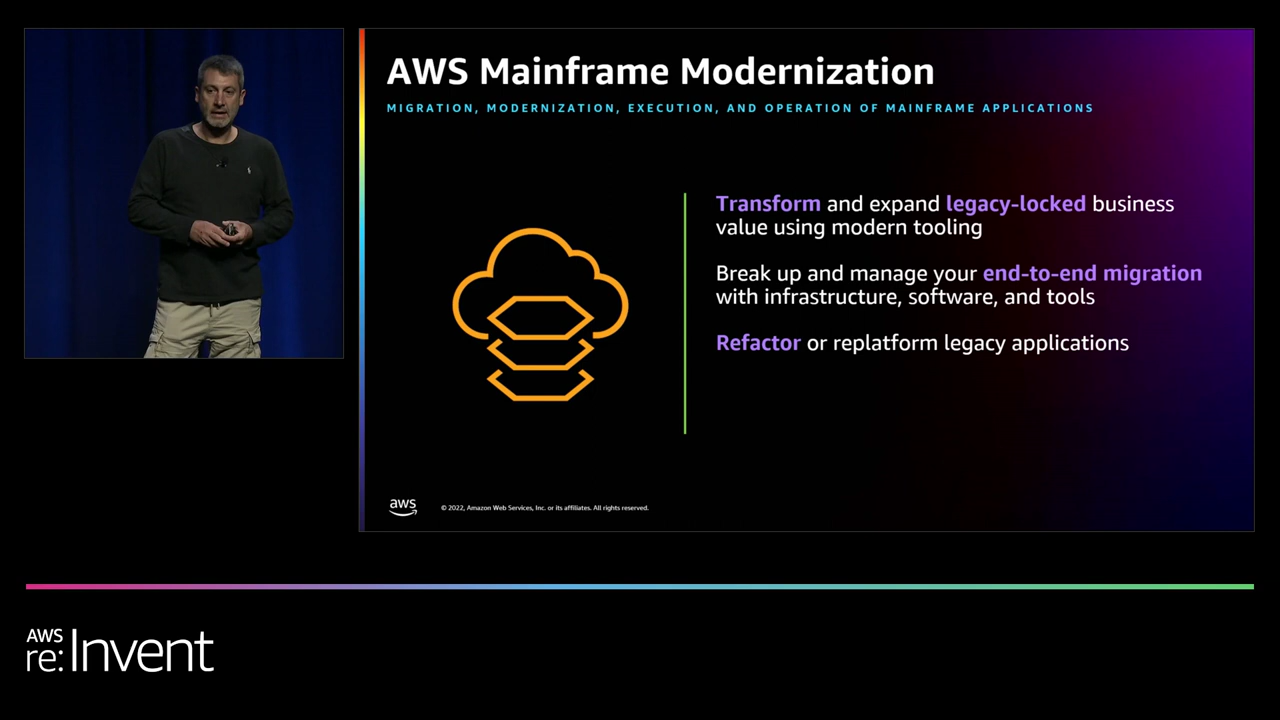 AWS Mainframe Modernization
MIGRATION, MODERNIZATION, EXECUTION, AND OPERATION OF MAINFRAME APPLICATIONS
Transform and expand legacy-locked business
value using modern tooling
Break up and manage your end-to-end migration
with infrastructure, software, and tools
Refactor or replatform legacy applications
aws
© 2022, Amazon Web Services, Inc. or its affiliates. All rights reserved.
AWS
re:Invent